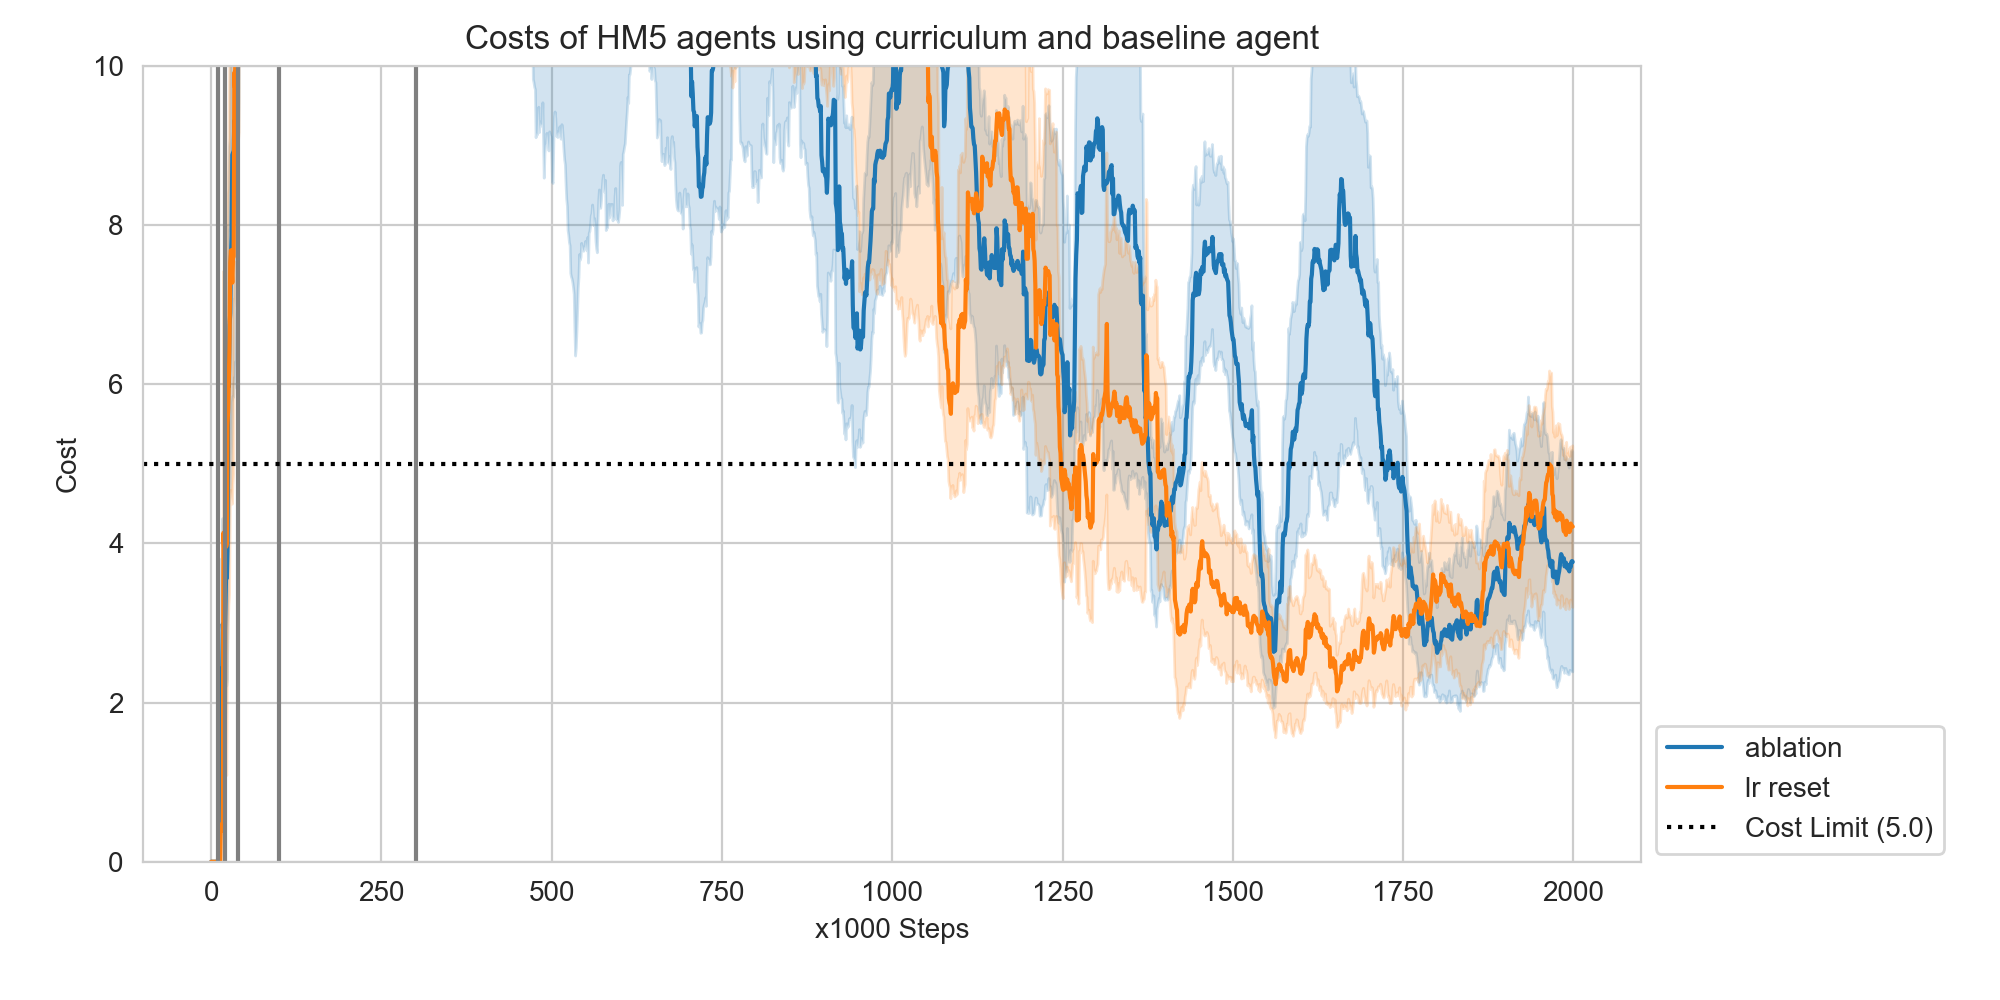 Costs of HM5 agents using curriculum and baseline agent
10
8
6
4
2
0
Cost
0 250 500 750 1000 1250 1500 1750 2000
x1000 Steps
ablation
lr reset
Cost Limit (5.0)